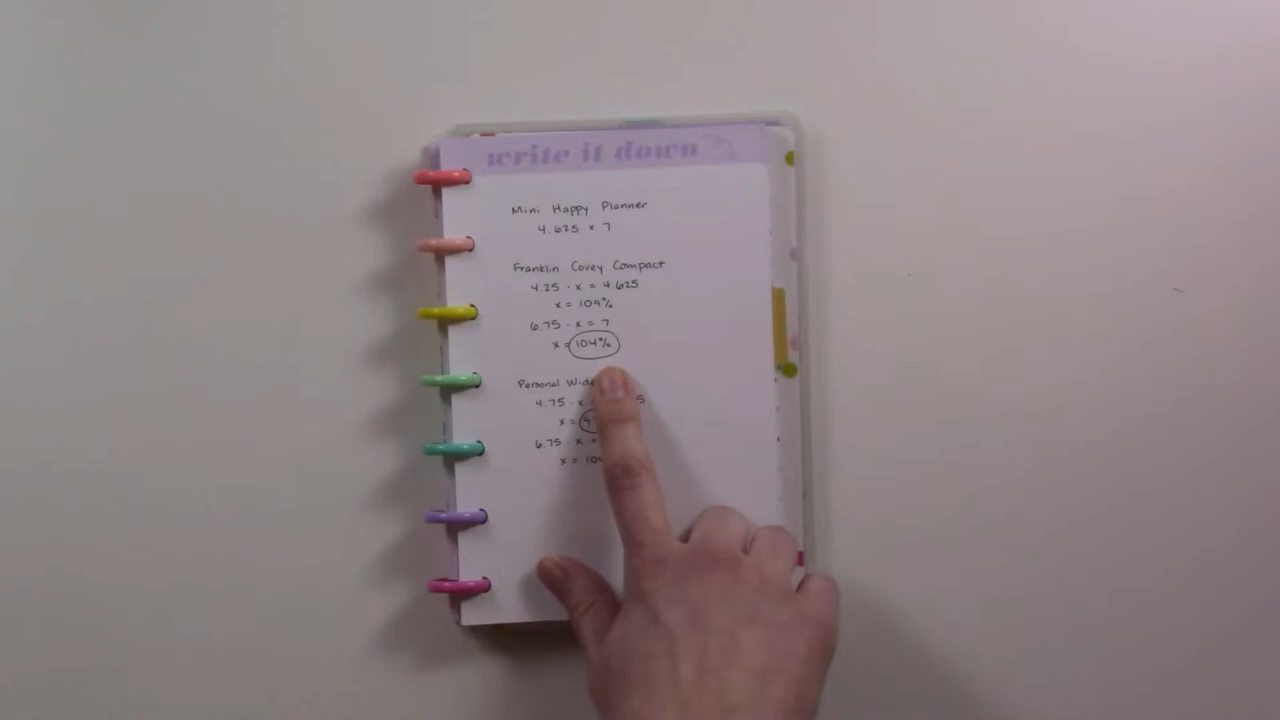 write it down
Mini Happy Planner
4.625 x 7
Franklin Covey Compact
4.25 · x = 4.625
x = 109%
6.75 · x = 7
x = 104%
Personal Wide
4.75 · x
x =
6.75 · x =
x = 10